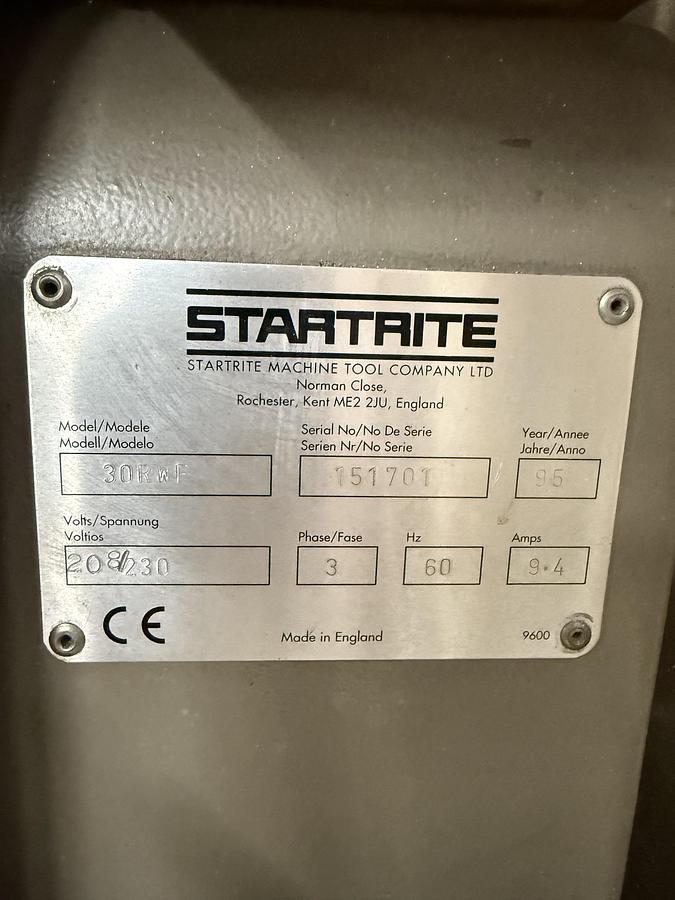 STARTRITE
STARTRITE MACHINE TOOL COMPANY LTD
Norman Close,
Rochester, Kent ME2 2JU, England
Model/Modele
Modell/Modelo
30RWF
Serial No/No De Serie
Serien Nr/No Serie
151701
Year/Annee
Jahre/Anno
95
Volts/Spannung
Voltios
208/230
Phase/Fase
3
Hz
60
Amps
9.4
CE
Made in England
9600